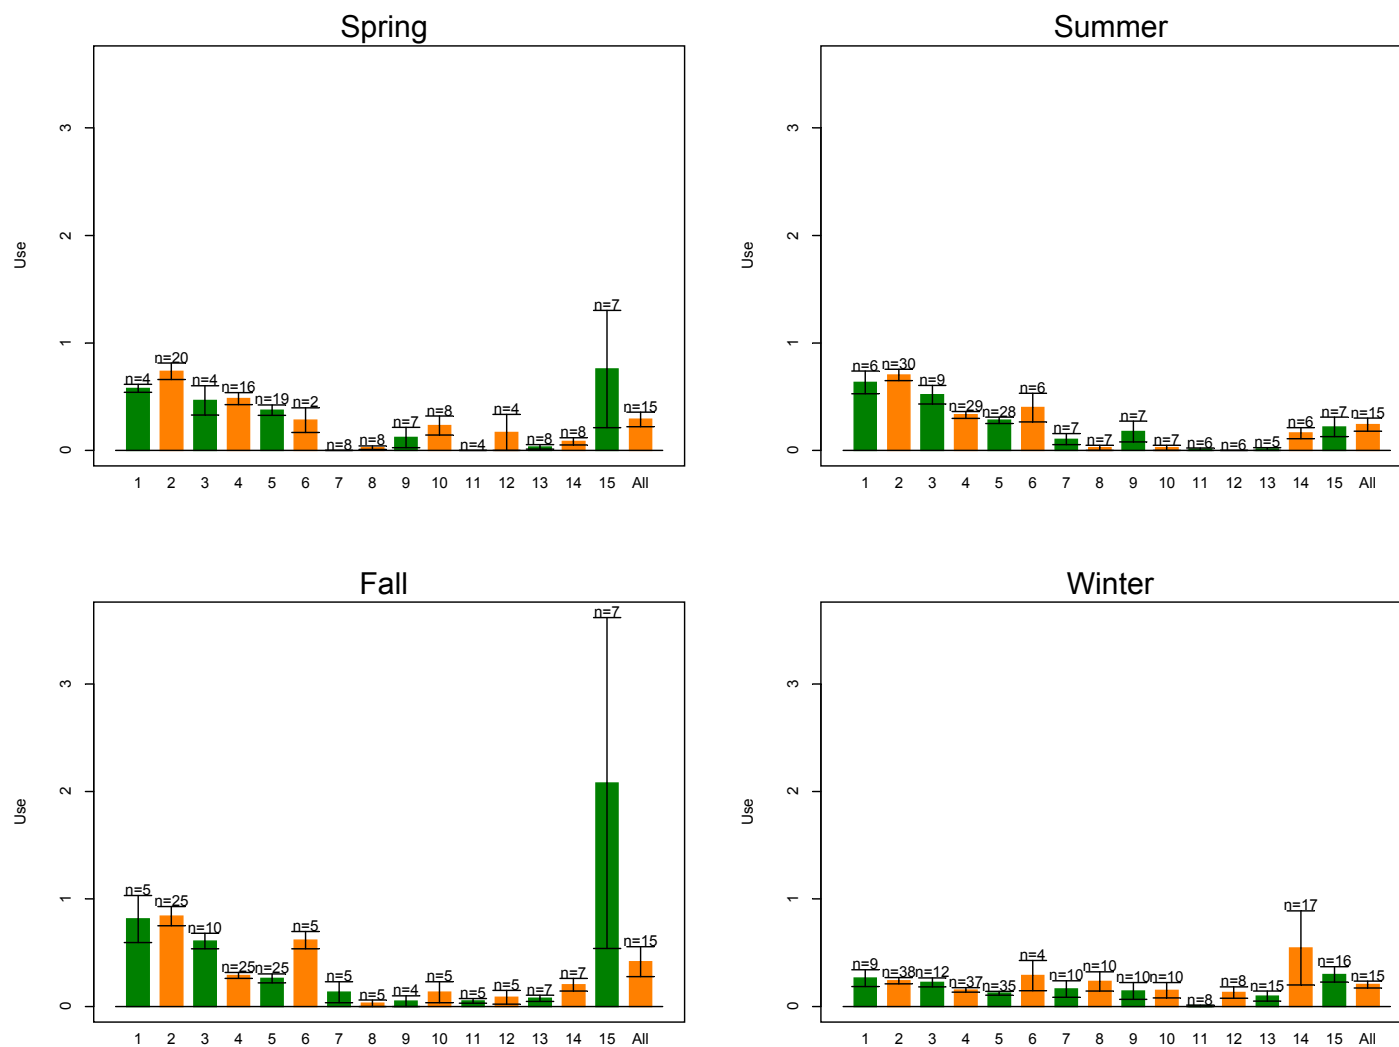 Spring
Use
0 1 2 3
n=4 n=20 n=4 n=16 n=19 n=2 n=8 n=8 n=7 n=8 n=4 n=4 n=8 n=8 n=7 n=15
1 2 3 4 5 6 7 8 9 10 11 12 13 14 15 All
Summer
Use
0 1 2 3
n=6 n=30 n=9 n=29 n=28 n=6 n=7 n=7 n=7 n=7 n=6 n=6 n=5 n=6 n=7 n=15
1 2 3 4 5 6 7 8 9 10 11 12 13 14 15 All
Fall
Use
0 1 2 3
n=5 n=25 n=10 n=25 n=25 n=5 n=5 n=5 n=4 n=5 n=5 n=5 n=7 n=7 n=7 n=15
1 2 3 4 5 6 7 8 9 10 11 12 13 14 15 All
Winter
Use
0 1 2 3
n=9 n=38 n=12 n=37 n=35 n=4 n=10 n=10 n=10 n=10 n=8 n=8 n=15 n=17 n=16 n=15
1 2 3 4 5 6 7 8 9 10 11 12 13 14 15 All